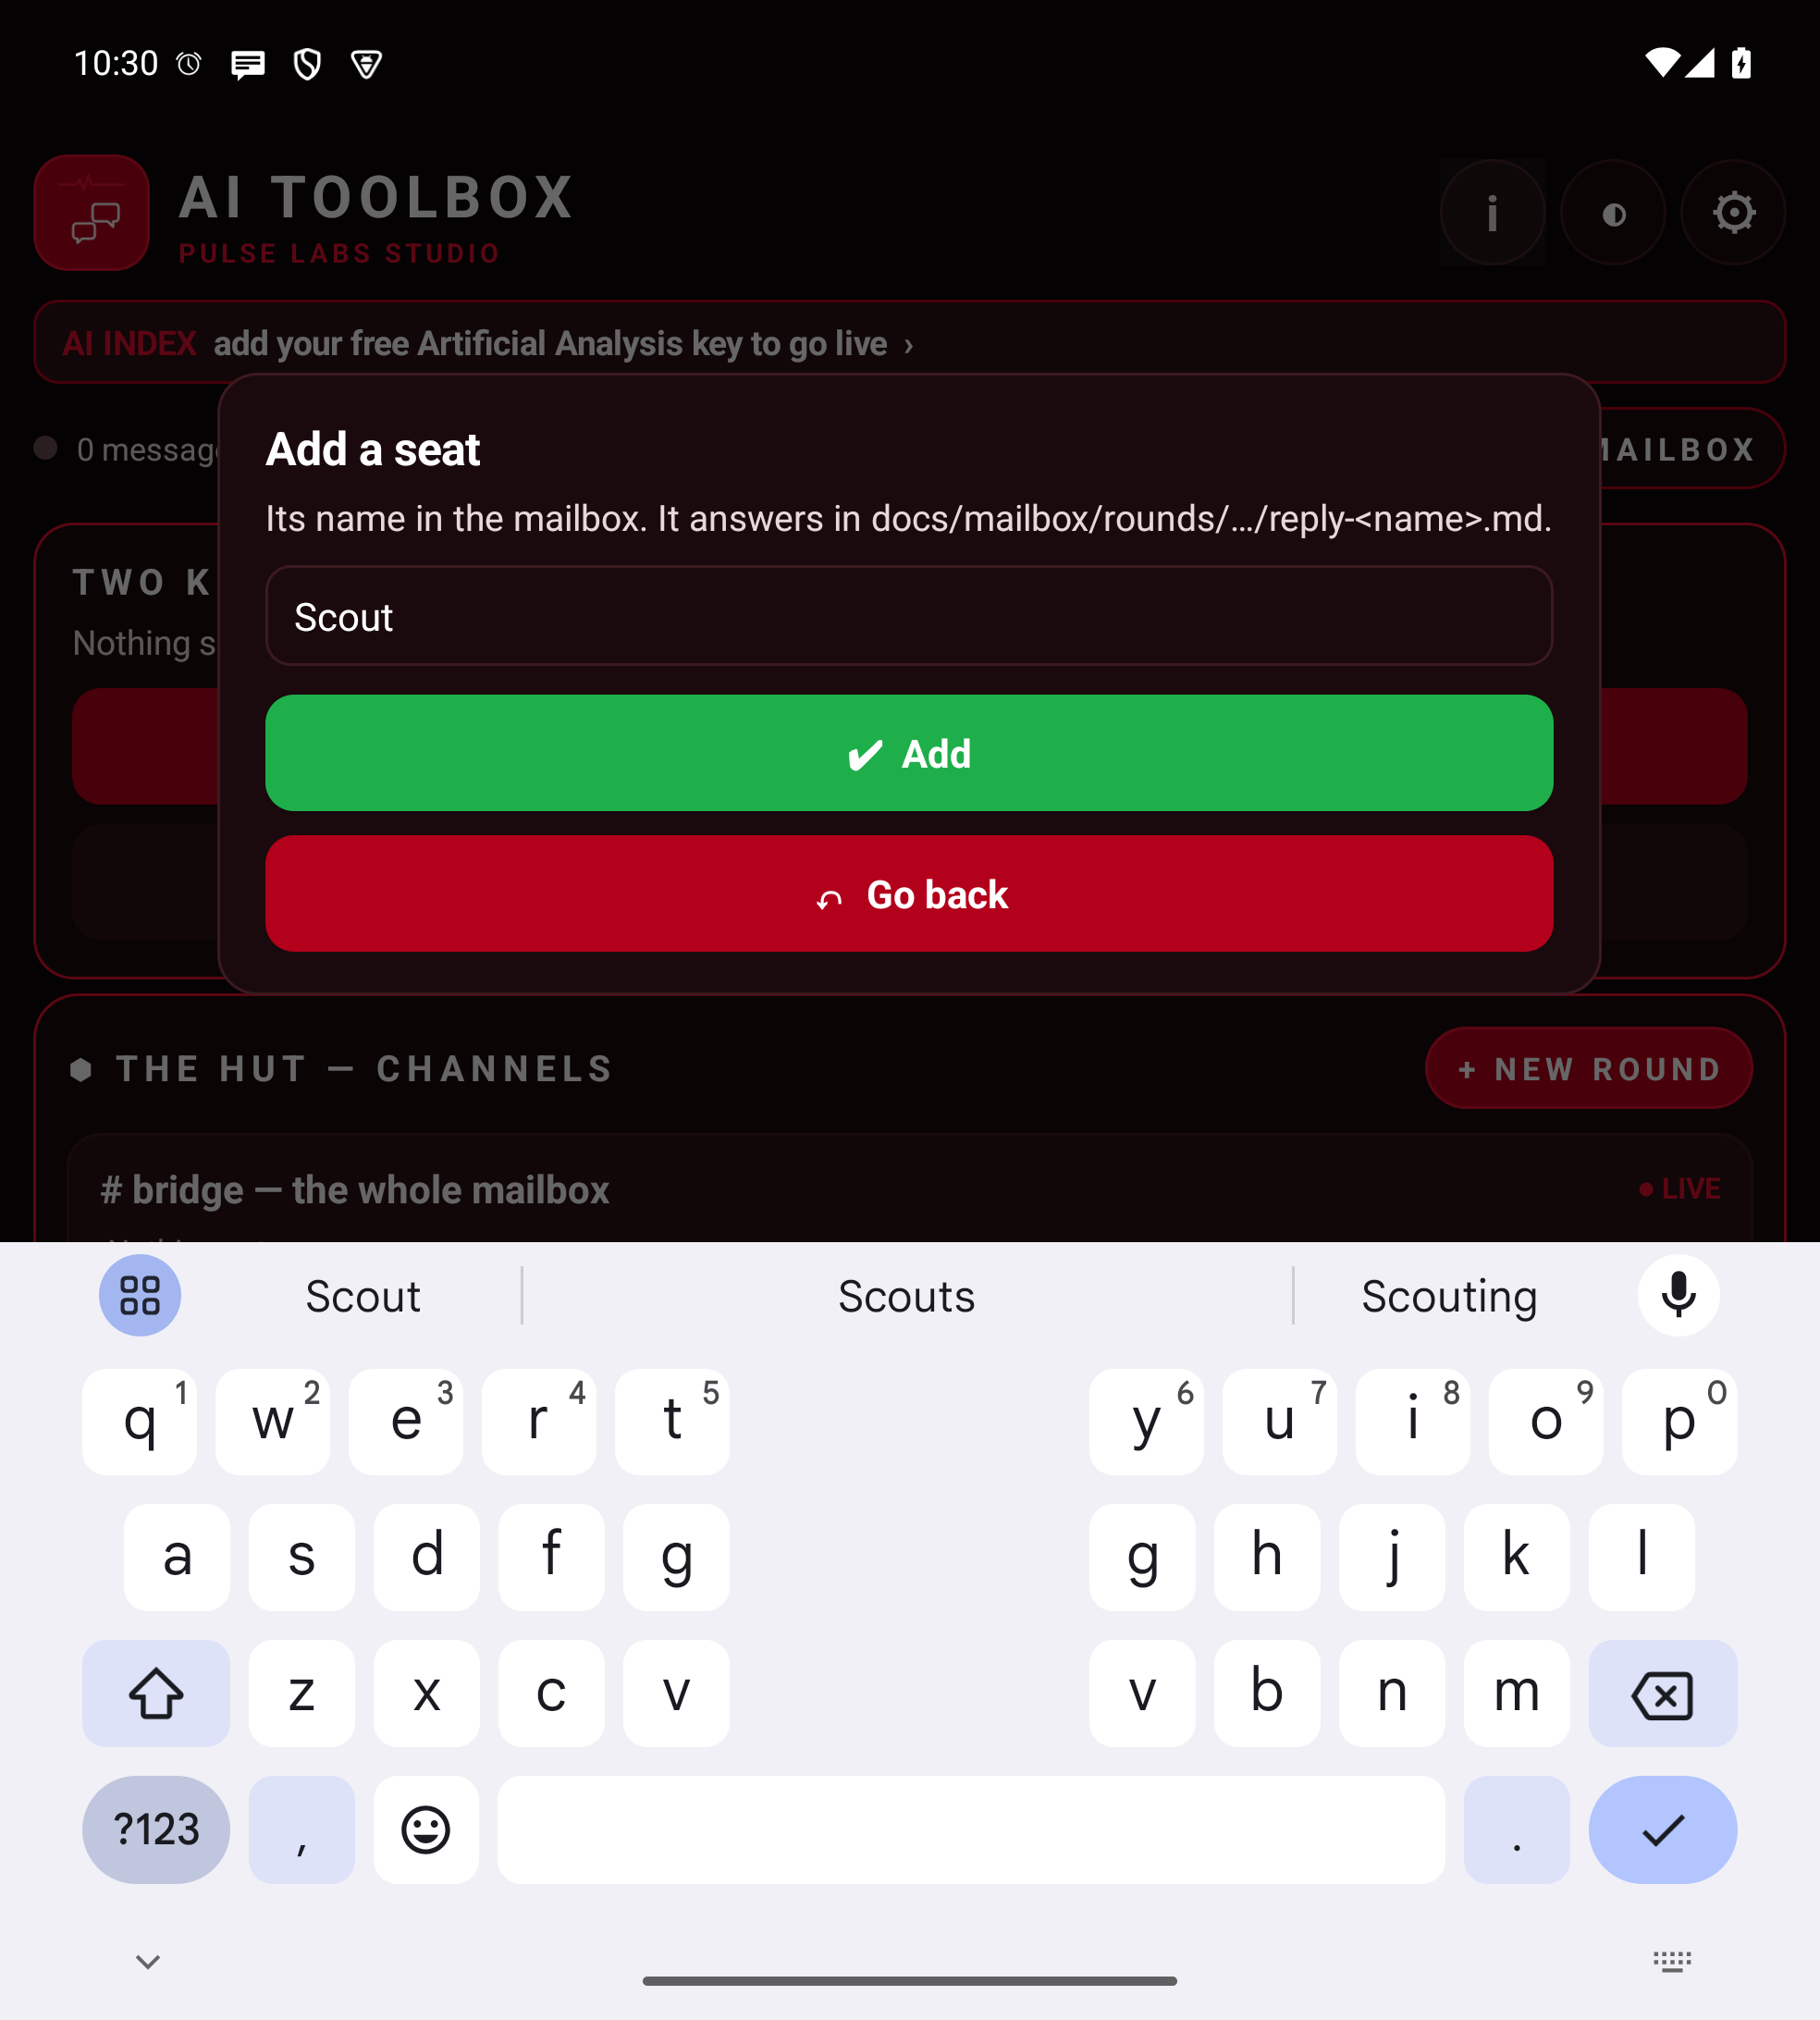 10:30
AI TOOLBOX
PULSE LABS STUDIO
i
AI INDEX add your free Artificial Analysis key to go live ›
0 message
MAILBOX
Add a seat
Its name in the mailbox. It answers in docs/mailbox/rounds/…/reply-<name>.md.
TWO K
Scout
Nothing s
✔ Add
Go back
THE HUT — CHANNELS
+ NEW ROUND
# bridge — the whole mailbox
LIVE
Scout
Scouts
Scouting
q 1 w 2 e 3 r 4 t 5 y 6 u 7 i 8 o 9 p 0
a s d f g g h j k l
z x c v v b n m
?123 , .